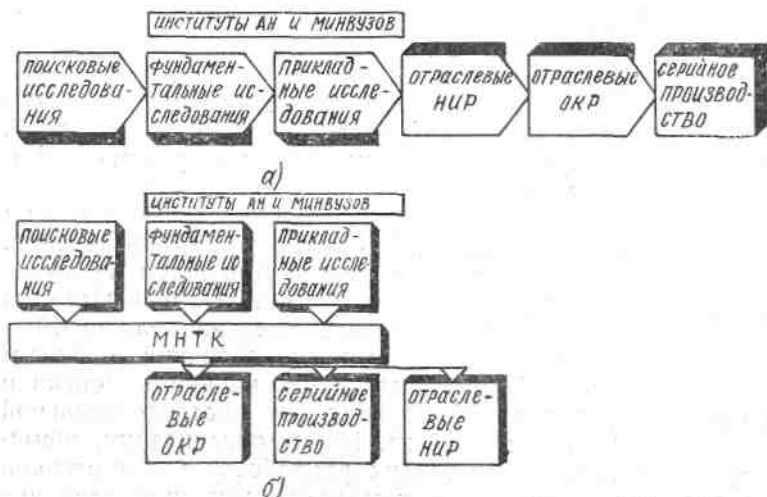 ИНСТИТУТЫ АН И МИНВУЗОВ
ПОИСКОВЫЕ
ИССЛЕДОВА-
НИЯ
ФУНДАМЕН-
ТАЛЬНЫЕ ИС-
СЛЕДОВАНИЯ
ПРИКЛАД-
НЫЕ ИССЛЕ-
ДОВАНИЯ
ОТРАСЛЕВЫЕ
НИР
ОТРАСЛЕВЫЕ
ОКР
СЕРИЙНОЕ
ПРОИЗВОД-
СТВО
а)
ИНСТИТУТЫ АН И МИНВУЗОВ
ПОИСКОВЫЕ
ИССЛЕДОВА-
НИЯ
ФУНДАМЕН-
ТАЛЬНЫЕ ИС
СЛЕДОВАНИЯ
ПРИКЛАД-
НЫЕ ИССЛЕ
ДОВАНИЯ
МНТК
ОТРАСЛЕ-
ВЫЕ
ОКР
СЕРИЙНОЕ
ПРОИЗВОД-
СТВО
ОТРАСЛЕ-
ВЫЕ
НИР
б)